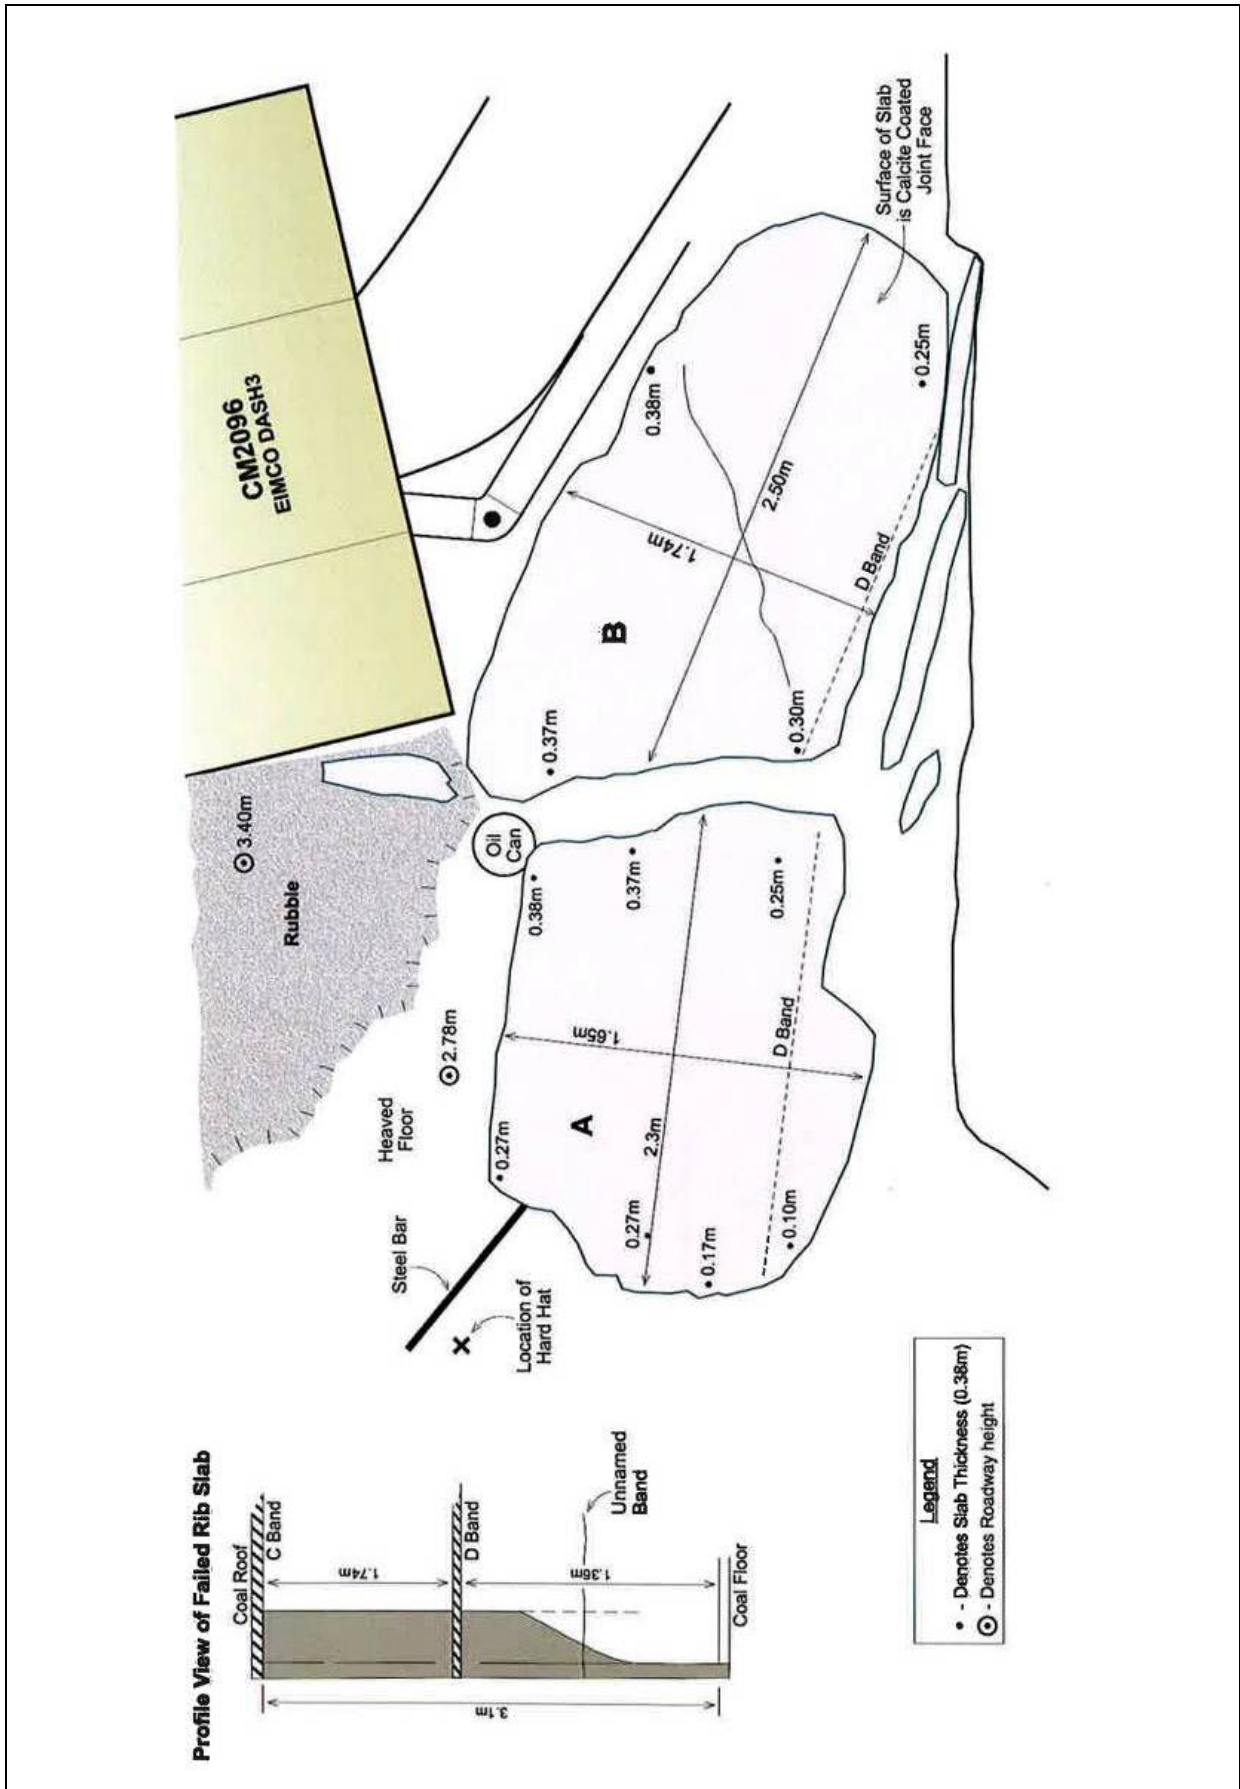 Profile View of Failed Rib Slab
Coal Roof
C Band
1.74m
D Band
1.36m
3.1m
Unnamed
Band
Coal Floor
Legend
- Denotes Slab Thickness (0.38m)
- Denotes Roadway height
Location of
Hard Hat
Steel Bar
Heaved
Floor
2.78m
Rubble
3.40m
Oil
Can
CM2096
EIMCO DASH3
A
0.27m
0.27m
0.17m
0.10m
2.3m
1.65m
D Band
0.38m
0.37m
0.25m
B
0.37m
0.30m
1.74m
2.50m
D Band
0.38m
0.25m
Surface of Slab
is Calcite Coated
Joint Face